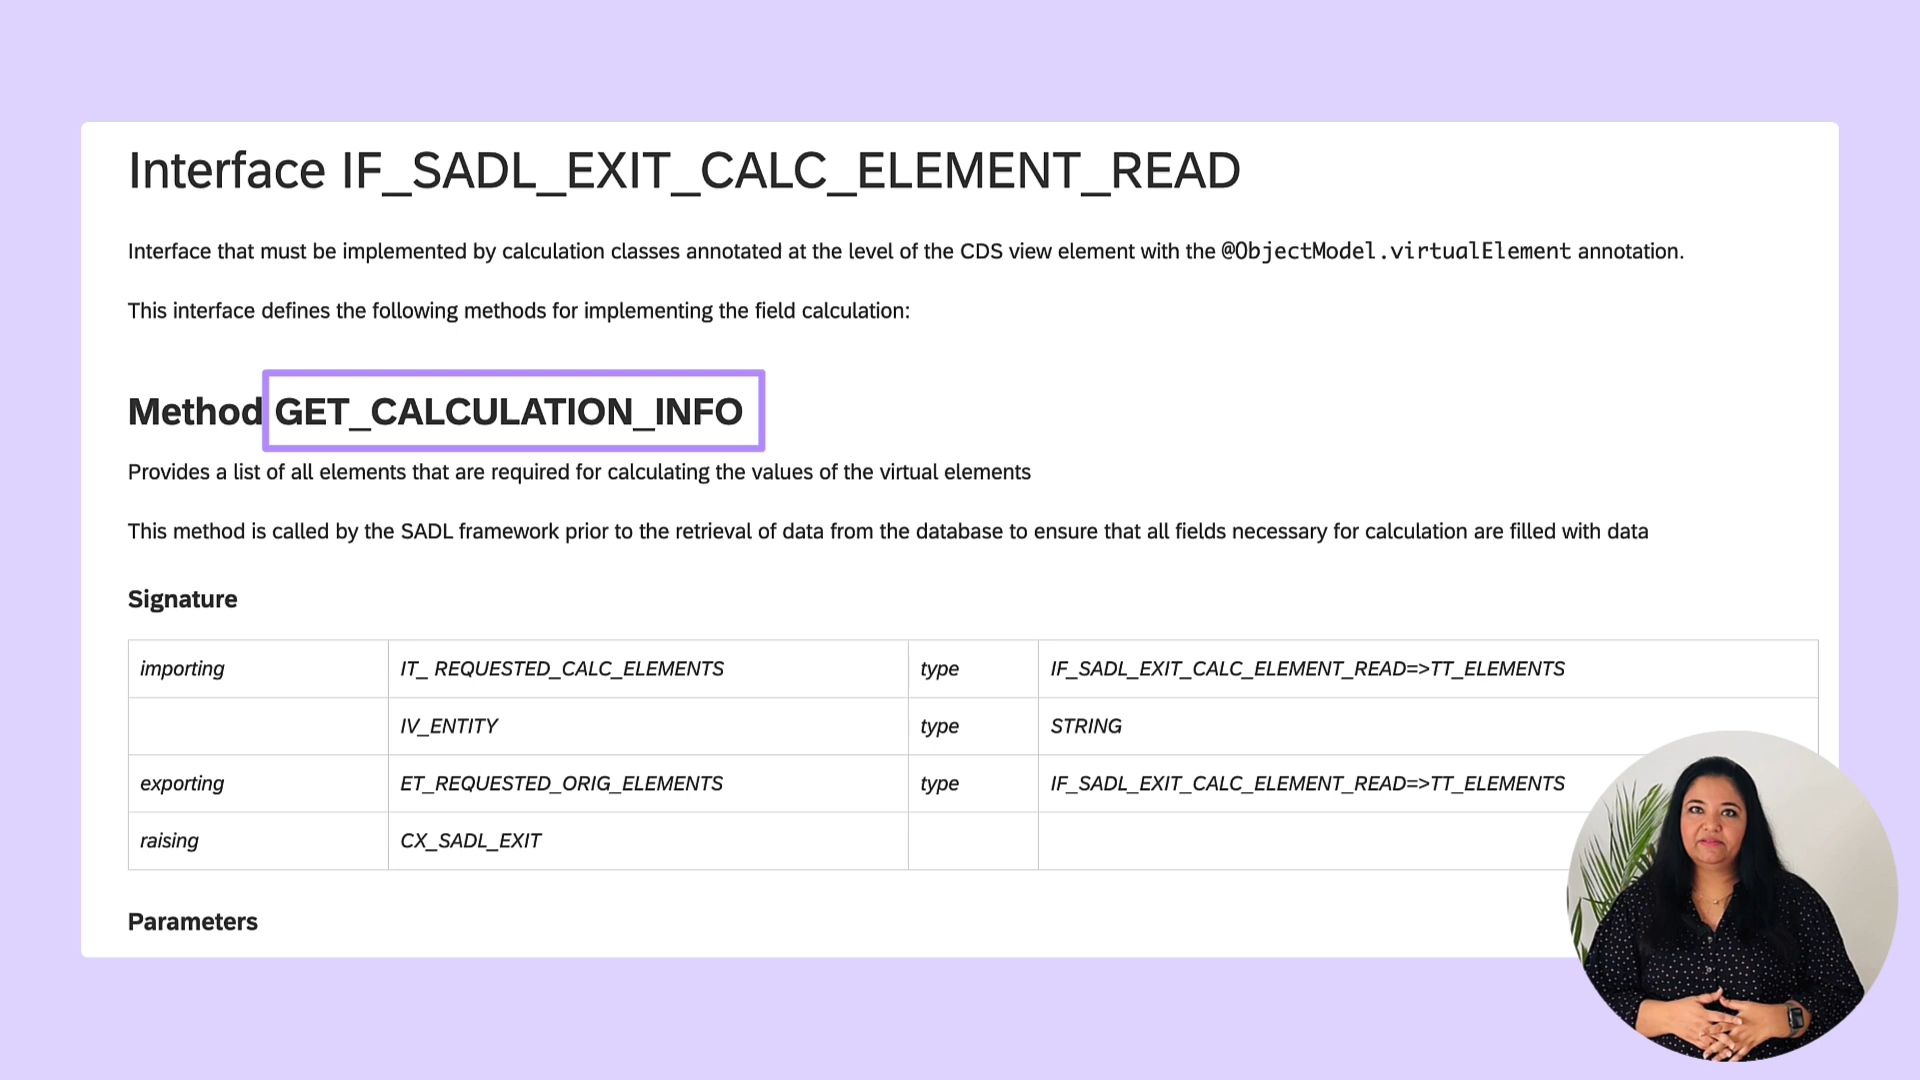 Interface IF_SADL_EXIT_CALC_ELEMENT_READ
Interface that must be implemented by calculation classes annotated at the level of the CDS view element with the @ObjectModel.virtualElement annotation.
This interface defines the following methods for implementing the field calculation:
Method GET_CALCULATION_INFO
Provides a list of all elements that are required for calculating the values of the virtual elements
This method is called by the SADL framework prior to the retrieval of data from the database to ensure that all fields necessary for calculation are filled with data
Signature
importing IT_ REQUESTED_CALC_ELEMENTS type IF_SADL_EXIT_CALC_ELEMENT_READ=>TT_ELEMENTS
IV_ENTITY type STRING
exporting ET_REQUESTED_ORIG_ELEMENTS type IF_SADL_EXIT_CALC_ELEMENT_READ=>TT_ELEMENTS
raising CX_SADL_EXIT
Parameters